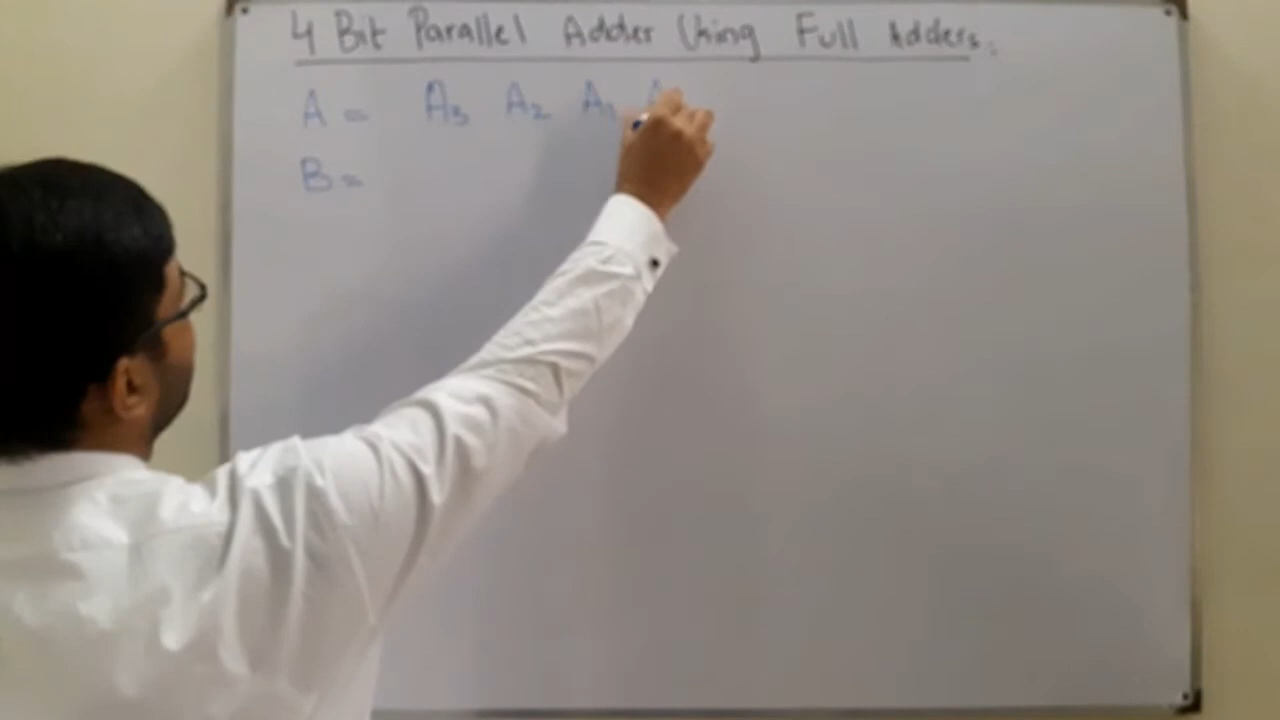 4 Bit Parallel Adder Using Full Adders.
A = A3 A2 A1 A
B =